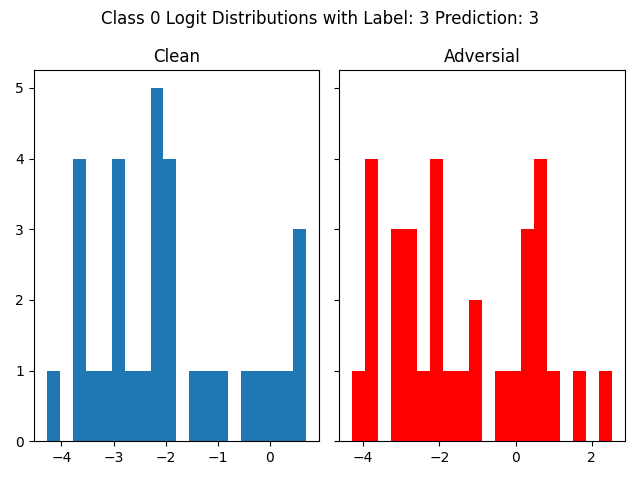 Class 0 Logit Distributions with Label: 3 Prediction: 3
Clean
Adversial
5
4
3
2
1
0
−4 −3 −2 −1 0
−4 −2 0 2